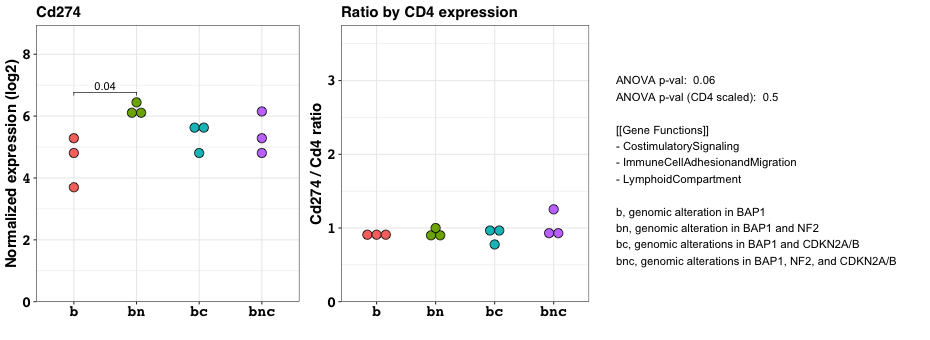 Cd274
Normalized expression (log2)
8
6
4
2
0
0.04
b
bn
bc
bnc
Ratio by CD4 expression
Cd274 / Cd4 ratio
3
2
1
0
b
bn
bc
bnc
ANOVA p-val:  0.06
ANOVA p-val (CD4 scaled):  0.5
[[Gene Functions]]
- CostimulatorySignaling
- ImmuneCellAdhesionandMigration
- LymphoidCompartment
b, genomic alteration in BAP1
bn, genomic alteration in BAP1 and NF2
bc, genomic alterations in BAP1 and CDKN2A/B
bnc, genomic alterations in BAP1, NF2, and CDKN2A/B